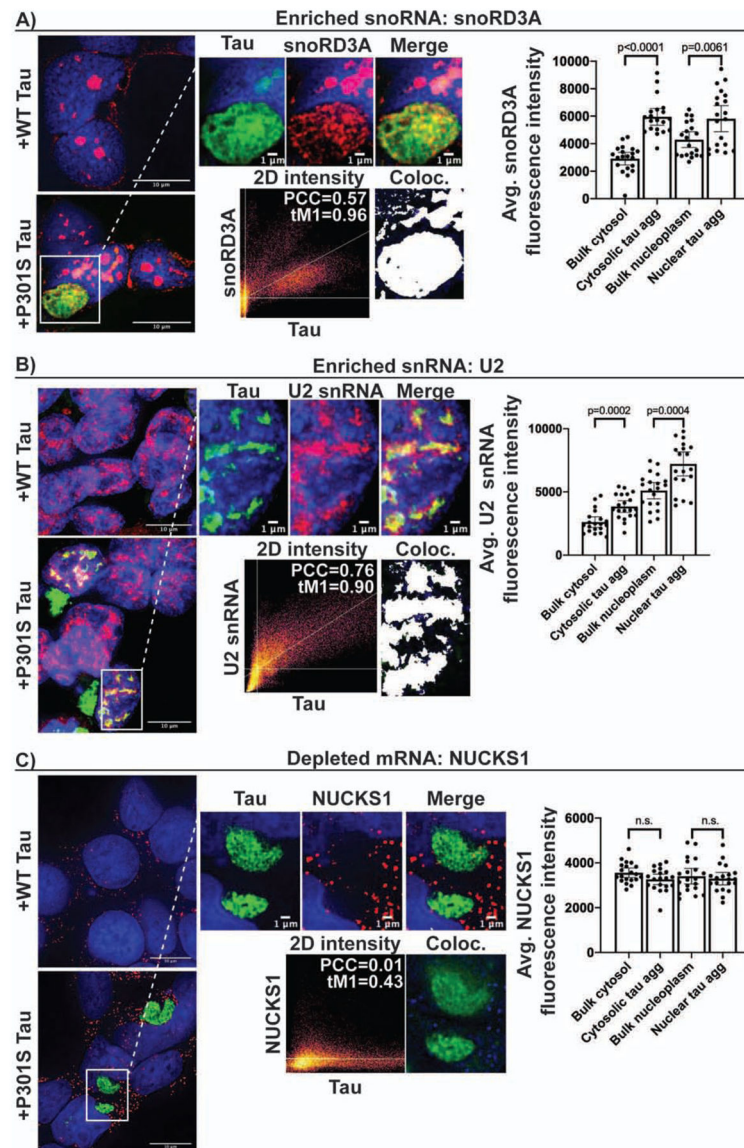 A) Enriched snoRNA: snoRD3A
+WT Tau
10 μm
+P301S Tau
10 μm
Tau snoRD3A Merge
1 μm 1 μm 1 μm
2D intensity Coloc.
PCC=0.57
tM1=0.96
snoRD3A
Tau
Avg. snoRD3A
fluorescence intensity
p<0.0001 p=0.0061
10000
8000
6000
4000
2000
0
Bulk cytosol
Cytosolic tau agg
Bulk nucleoplasm
Nuclear tau agg
B) Enriched snRNA: U2
+WT Tau
10 μm
+P301S Tau
10 μm
Tau U2 snRNA Merge
1 μm 1 μm 1 μm
2D intensity Coloc.
PCC=0.76
tM1=0.90
U2 snRNA
Tau
Avg. U2 snRNA
fluorescence intensity
p=0.0002 p=0.0004
10000
5000
0
Bulk cytosol
Cytosolic tau agg
Bulk nucleoplasm
Nuclear tau agg
C) Depleted mRNA: NUCKS1
+WT Tau
10 μm
+P301S Tau
10 μm
Tau NUCKS1 Merge
1 μm 1 μm 1 μm
2D intensity Coloc.
PCC=0.01
tM1=0.43
NUCKS1
Tau
Avg. NUCKS1
fluorescence intensity
n.s. n.s.
6000
4000
2000
0
Bulk cytosol
Cytosolic tau agg
Bulk nucleoplasm
Nuclear tau agg